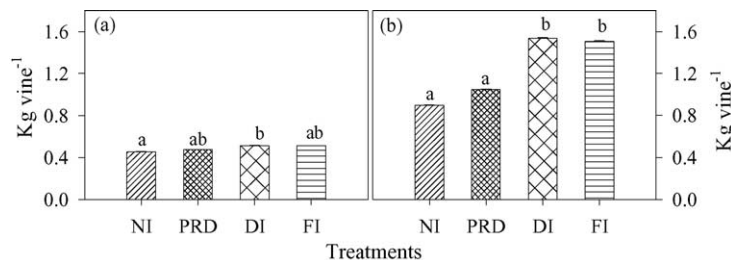 (a)
(b)
Kg vine-1
1.6
1.2
0.8
0.4
0.0
a
ab
b
ab
a
a
b
b
1.6
1.2
0.8
0.4
0.0
Kg vine-1
NI PRD DI FI
NI PRD DI FI
Treatments